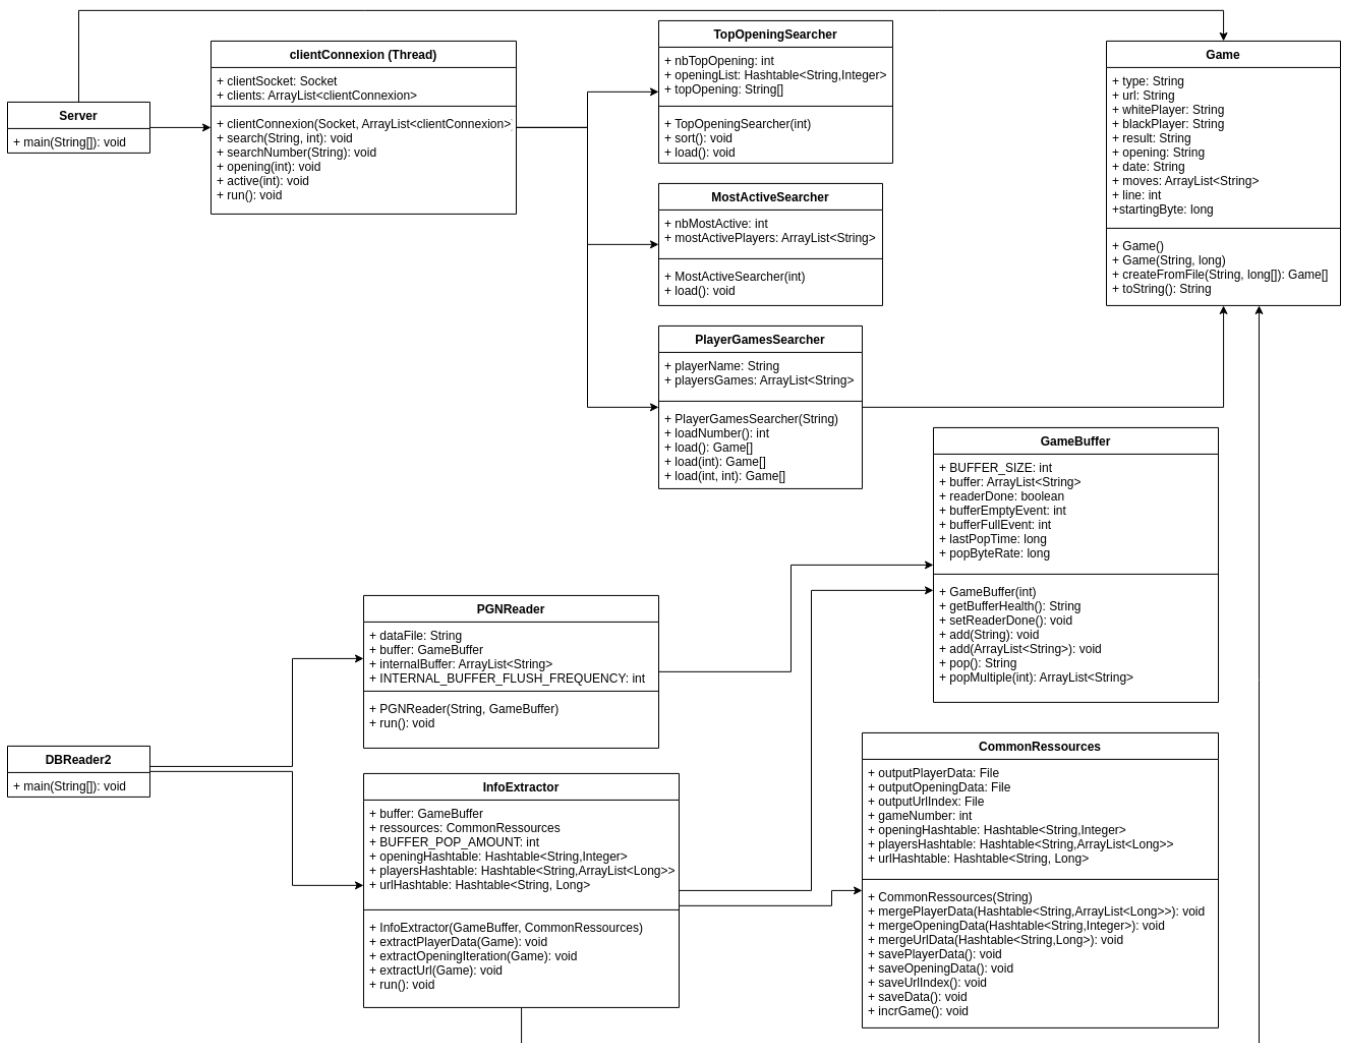 TopOpeningSearcher
+ nbTopOpening: int
+ openingList: Hashtable<String,Integer>
+ topOpening: String[]
+ TopOpeningSearcher(int)
+ sort(): void
+ load(): void
clientConnexion (Thread)
+ clientSocket: Socket
+ clients: ArrayList<clientConnexion>
+ clientConnexion(Socket, ArrayList<clientConnexion>
+ search(String, int): void
+ searchNumber(String): void
+ opening(int): void
+ active(int): void
+ run(): void
Game
+ type: String
+ url: String
+ whitePlayer: String
+ blackPlayer: String
+ result: String
+ opening: String
+ date: String
+ moves: ArrayList<String>
+ line: int
+startingByte: long
+ Game()
+ Game(String, long)
+ createFromFile(String, long[]): Game[]
+ toString(): String
Server
+ main(String[]): void
MostActiveSearcher
+ nbMostActive: int
+ mostActivePlayers: ArrayList<String>
+ MostActiveSearcher(int)
+ load(): void
PlayerGamesSearcher
+ playerName: String
+ playersGames: ArrayList<String>
+ PlayerGamesSearcher(String)
+ loadNumber(): int
+ load(): Game[]
+ load(int): Game[]
+ load(int, int): Game[]
GameBuffer
+ BUFFER_SIZE: int
+ buffer: ArrayList<String>
+ readerDone: boolean
+ bufferEmptyEvent: int
+ bufferFullEvent: int
+ lastPopTime: long
+ popByteRate: long
+ GameBuffer(int)
+ getBufferHealth(): String
+ setReaderDone(): void
+ add(String): void
+ add(ArrayList<String>): void
+ pop(): String
+ popMultiple(int): ArrayList<String>
PGNReader
+ dataFile: String
+ buffer: GameBuffer
+ internalBuffer: ArrayList<String>
+ INTERNAL_BUFFER_FLUSH_FREQUENCY: int
+ PGNReader(String, GameBuffer)
+ run(): void
DBReader2
+ main(String[]): void
InfoExtractor
+ buffer: GameBuffer
+ ressources: CommonRessources
+ BUFFER_POP_AMOUNT: int
+ openingHashtable: Hashtable<String,Integer>
+ playersHashtable: Hashtable<String,ArrayList<Long>>
+ urlHashtable: Hashtable<String, Long>
+ InfoExtractor(GameBuffer, CommonRessources)
+ extractPlayerData(Game): void
+ extractOpeningIteration(Game): void
+ extractUrl(Game): void
+ run(): void
CommonRessources
+ outputPlayerData: File
+ outputOpeningData: File
+ outputUrlIndex: File
+ gameNumber: int
+ openingHashtable: Hashtable<String,Integer>
+ playersHashtable: Hashtable<String,ArrayList<Long>>
+ urlHashtable: Hashtable<String, Long>
+ CommonRessources(String)
+ mergePlayerData(Hashtable<String,ArrayList<Long>>): void
+ mergeOpeningData(Hashtable<String,Integer>): void
+ mergeUrlData(Hashtable<String,Long>): void
+ savePlayerData(): void
+ saveOpeningData(): void
+ saveUrlIndex(): void
+ saveData(): void
+ incrGame(): void